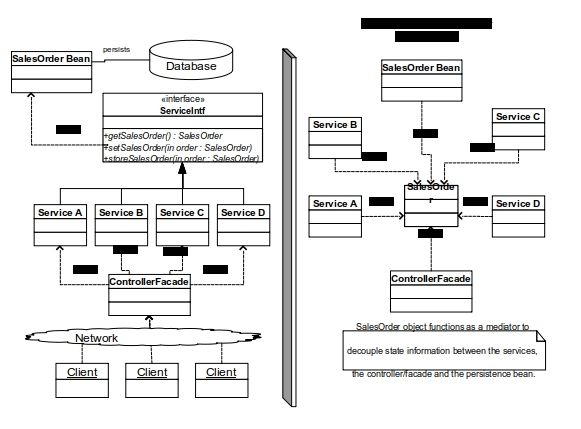 persists
SalesOrder Bean
Database
«interface»
ServiceIntf
+getSalesOrder() : SalesOrder
+setSalesOrder(in order : SalesOrder)
+storeSalesOrder(in order : SalesOrder)
Service A
Service B
Service C
Service D
ControllerFacade
Network
Client
Client
Client
SalesOrder Bean
Service B
Service C
SalesOrde
r
Service A
Service D
ControllerFacade
SalesOrder object functions as a mediator to
decouple state information between the services,
the controller/facade and the persistence bean.